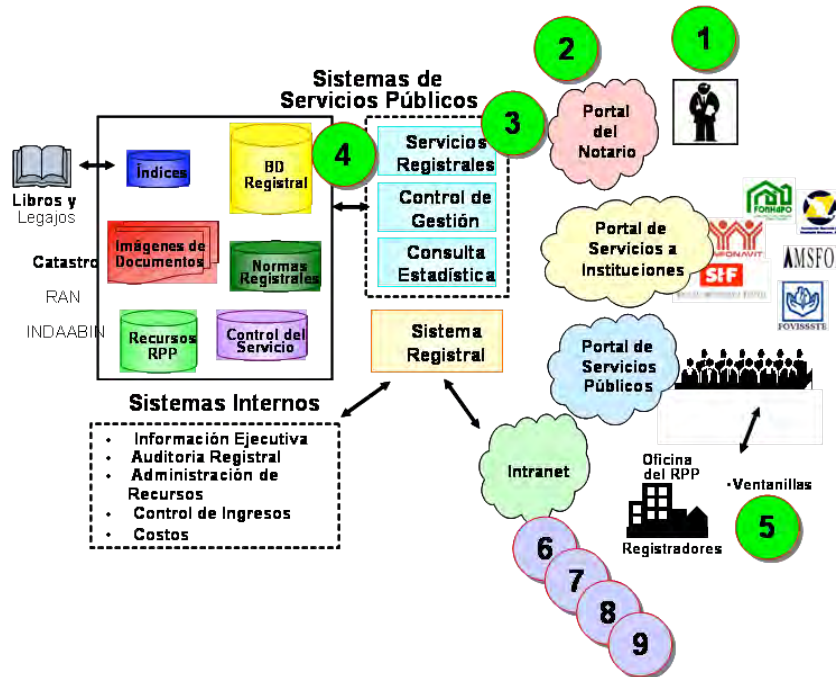 1
2
Sistemas de
Servicios Públicos
3
Portal
del
Notario
4
Servicios
Registrales
Índices
BD
Registral
Libros y
Legajos
Control de
Gestión
Portal de
Servicios a
Instituciones
FONHAPO
INFONAVIT
AMSFO
SHF
FOVISSSTE
Imágenes de
Documentos
Normas
Registrales
Consulta
Estadística
Catastro
RAN
INDAABIN
Recursos
RPP
Control del
Servicio
Sistema
Registral
Portal de
Servicios
Públicos
Sistemas Internos
• Información Ejecutiva
• Auditoria Registral
• Administración de
Recursos
• Control de Ingresos
• Costos
Intranet
Oficina
del RPP
Registradores
•Ventanillas
5
6
7
8
9